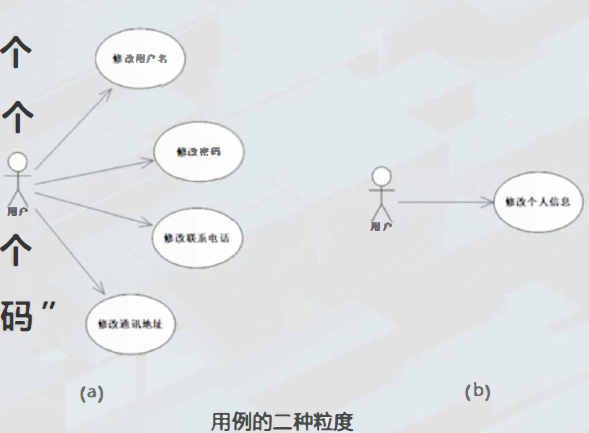 个
修改用户名
个
修改密码
用户
个
修改联系电话
码”
修改通讯地址
用户
修改个人信息
(a)
(b)
用例的二种粒度